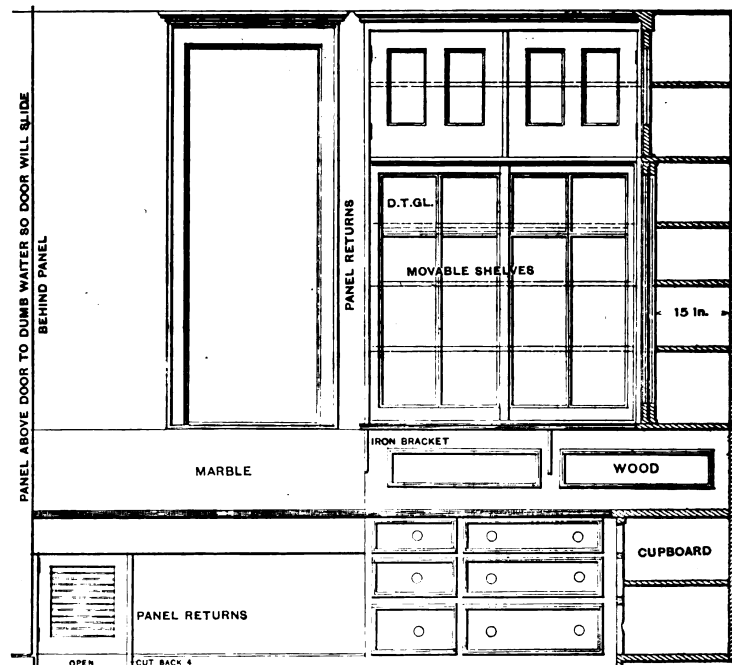 PANEL ABOVE DOOR TO DUMB WAITER SO DOOR WILL SLIDE
BEHIND PANEL
PANEL RETURNS
D.T.GL.
MOVABLE SHELVES
15 In.
IRON BRACKET
MARBLE
WOOD
CUPBOARD
PANEL RETURNS
OPEN
CUT BACK 4